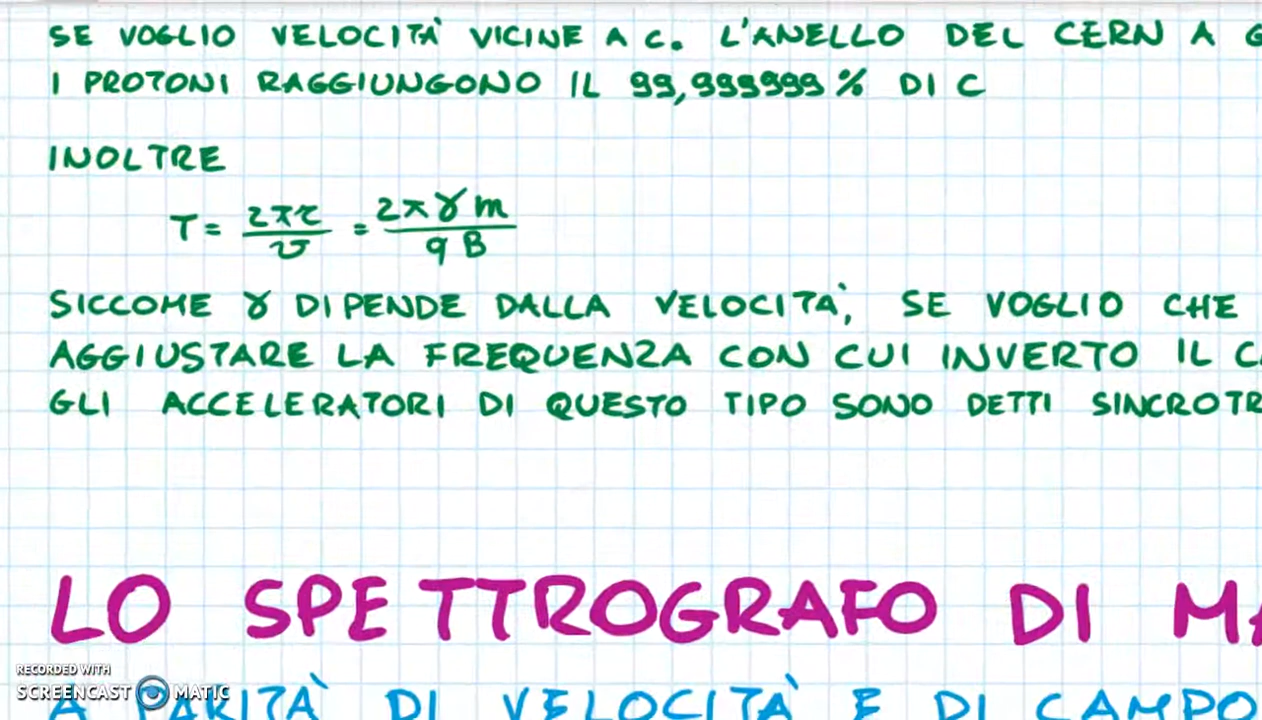 SE VOGLIO VELOCITÀ VICINE A C. L'ANELLO DEL CERN A G
I PROTONI RAGGIUNGONO IL 99,999999% DI C
INOLTRE
T = 2πr / v = 2πγm / qB
SICCOME γ DIPENDE DALLA VELOCITÀ, SE VOGLIO CHE
AGGIUSTARE LA FREQUENZA CON CUI INVERTO IL C
GLI ACCELERATORI DI QUESTO TIPO SONO DETTI SINCROTR
LO SPETTROGRAFO DI MA
RECORDED WITH
SCREENCAST MATIC
A PARITÀ DI VELOCITÀ E DI CAMPO